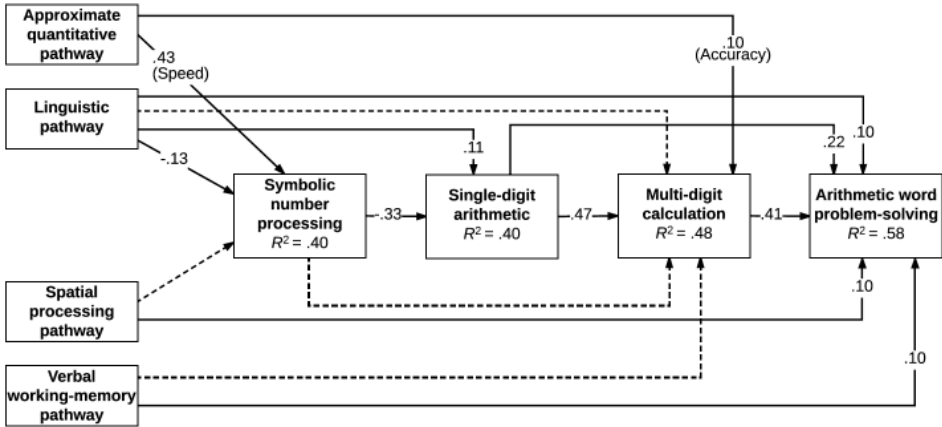 Approximate
quantitative
pathway
.43
(Speed)
.10
(Accuracy)
Linguistic
pathway
-.13
.11
.22
.10
Symbolic
number
processing
R² = .40
-.33
Single-digit
arithmetic
R² = .40
.47
Multi-digit
calculation
R² = .48
.41
Arithmetic word
problem-solving
R² = .58
Spatial
processing
pathway
.10
Verbal
working-memory
pathway
.10